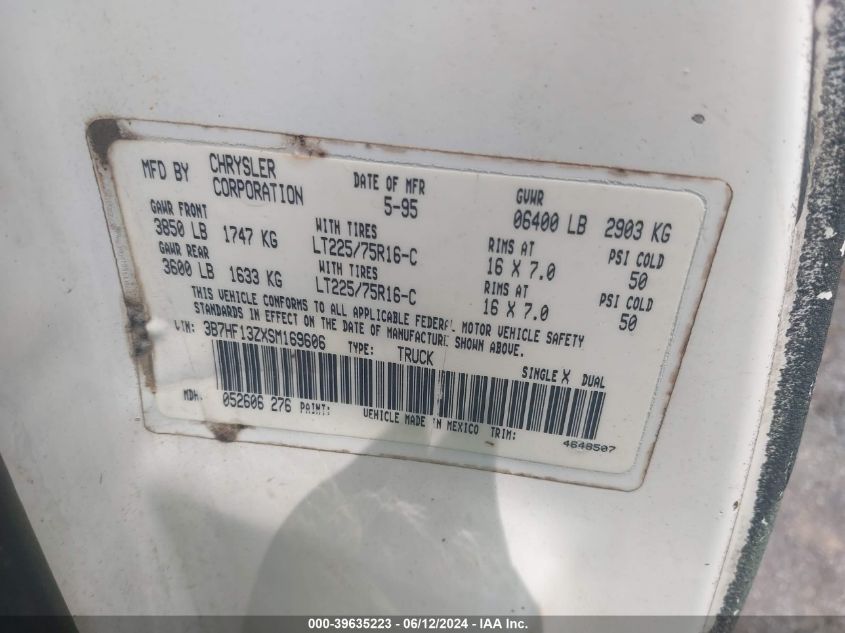 MFD BY CHRYSLER CORPORATION DATE OF MFR 5-95 GVWR 06400 LB 2903 KG
GAWR FRONT WITH TIRES RIMS AT PSI COLD
3850 LB 1747 KG LT225/75R16-C 16 X 7.0 50
GAWR REAR WITH TIRES RIMS AT PSI COLD
3600 LB 1633 KG LT225/75R16-C 16 X 7.0 50
THIS VEHICLE CONFORMS TO ALL APPLICABLE FEDERAL MOTOR VEHICLE SAFETY
STANDARDS IN EFFECT ON THE DATE OF MANUFACTURE SHOWN ABOVE.
3B7HF13ZXSM169606 TYPE: TRUCK SINGLE X DUAL
MDH: 052606 276 PAINT: VEHICLE MADE IN MEXICO TRIM: 4648507
000-39635223 - 06/12/2024 - IAA Inc.